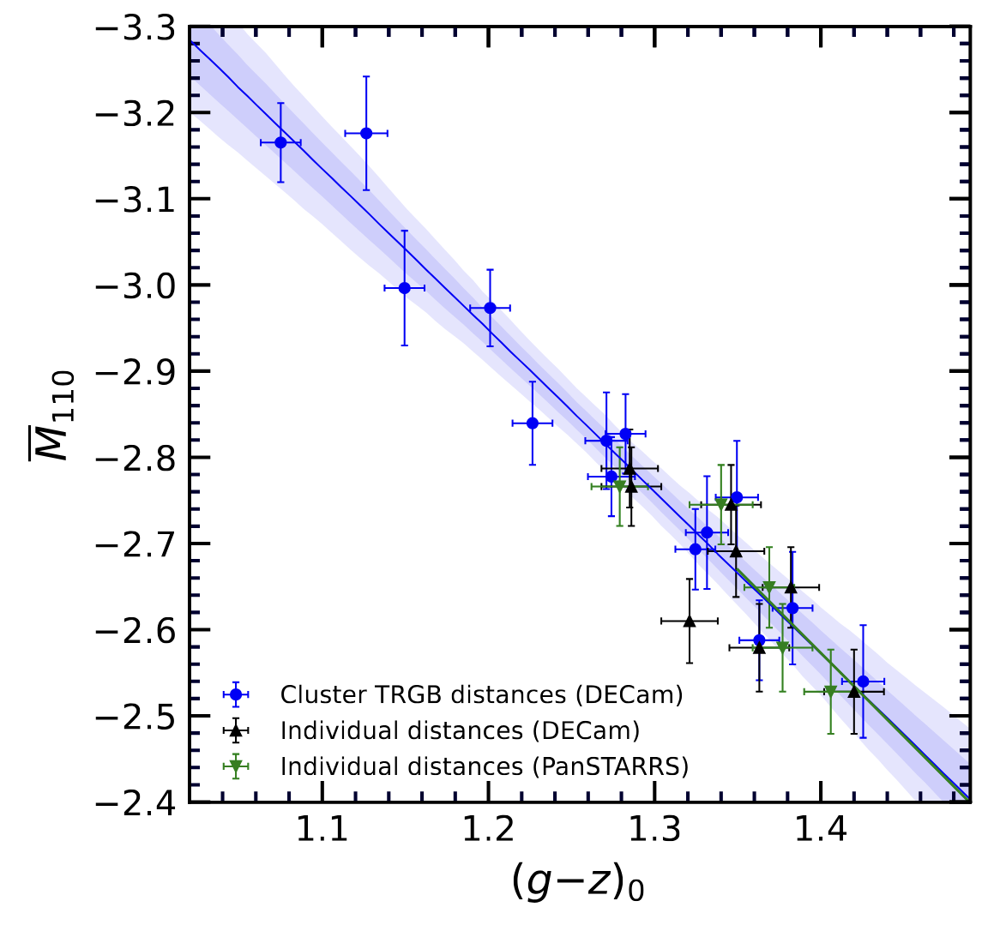 −3.3
−3.2
−3.1
−3.0
−2.9
−2.8
−2.7
−2.6
−2.5
−2.4
M̅₁₁₀
Cluster TRGB distances (DECam)
Individual distances (DECam)
Individual distances (PanSTARRS)
1.1 1.2 1.3 1.4
(g−z)₀